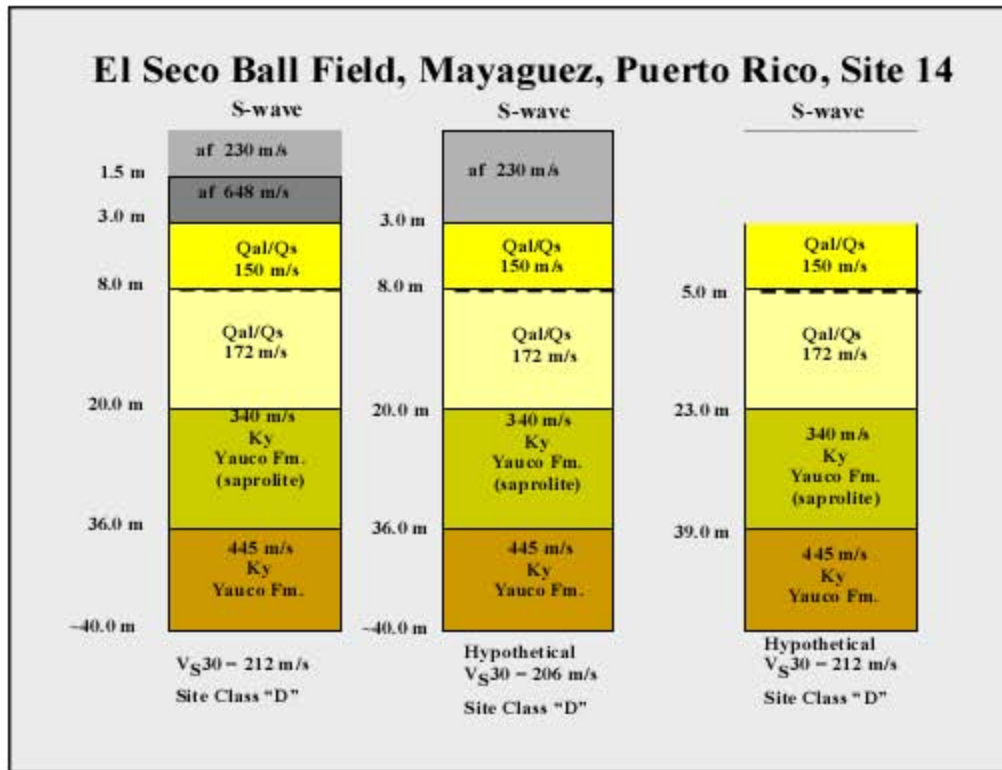 El Seco Ball Field, Mayaguez, Puerto Rico, Site 14
S-wave
af 230 m/s
1.5 m
af 648 m/s
3.0 m
Qal/Qs
150 m/s
8.0 m
Qal/Qs
172 m/s
20.0 m
340 m/s
Ky
Yauco Fm.
(saprolite)
36.0 m
445 m/s
Ky
Yauco Fm.
~40.0 m
VS30 = 212 m/s
Site Class “D”
S-wave
af 230 m/s
3.0 m
Qal/Qs
150 m/s
8.0 m
Qal/Qs
172 m/s
20.0 m
340 m/s
Ky
Yauco Fm.
(saprolite)
36.0 m
445 m/s
Ky
Yauco Fm.
~40.0 m
Hypothetical
VS30 = 206 m/s
Site Class “D”
S-wave
Qal/Qs
150 m/s
5.0 m
Qal/Qs
172 m/s
23.0 m
340 m/s
Ky
Yauco Fm.
(saprolite)
39.0 m
445 m/s
Ky
Yauco Fm.
Hypothetical
VS30 = 212 m/s
Site Class “D”